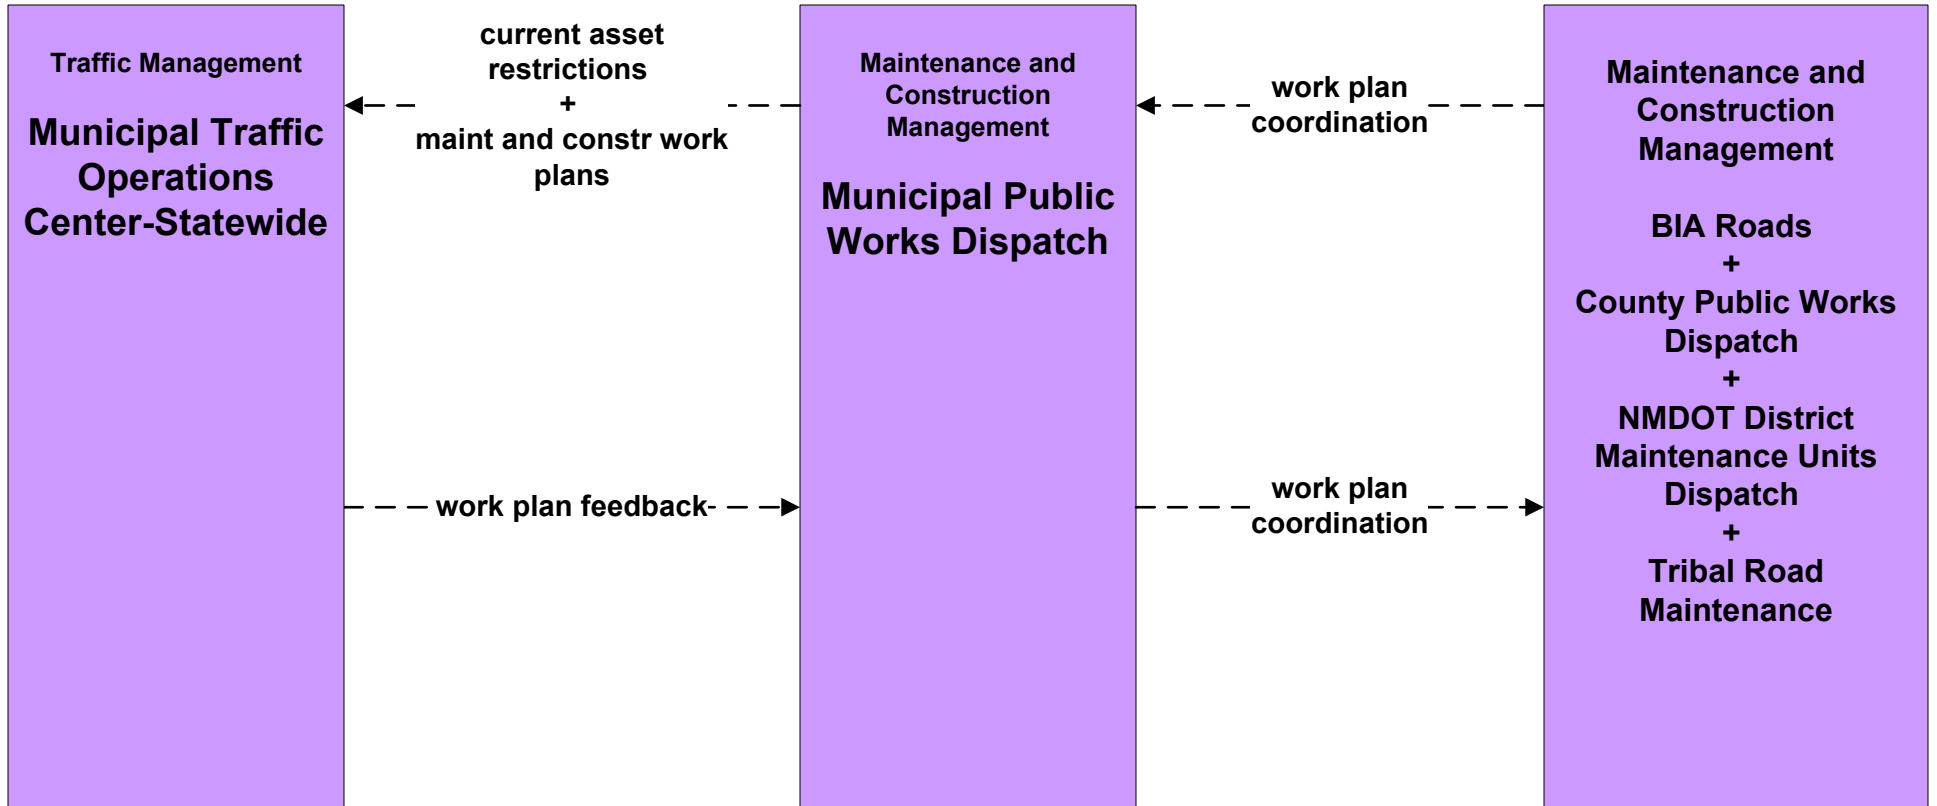 Traffic Management
Municipal Traffic
Operations
Center-Statewide
current asset
restrictions
+
maint and constr work
plans
work plan feedback
Maintenance and
Construction
Management
Municipal Public
Works Dispatch
work plan
coordination
work plan
coordination
Maintenance and
Construction
Management
BIA Roads
+
County Public Works
Dispatch
+
NMDOT District
Maintenance Units
Dispatch
+
Tribal Road
Maintenance